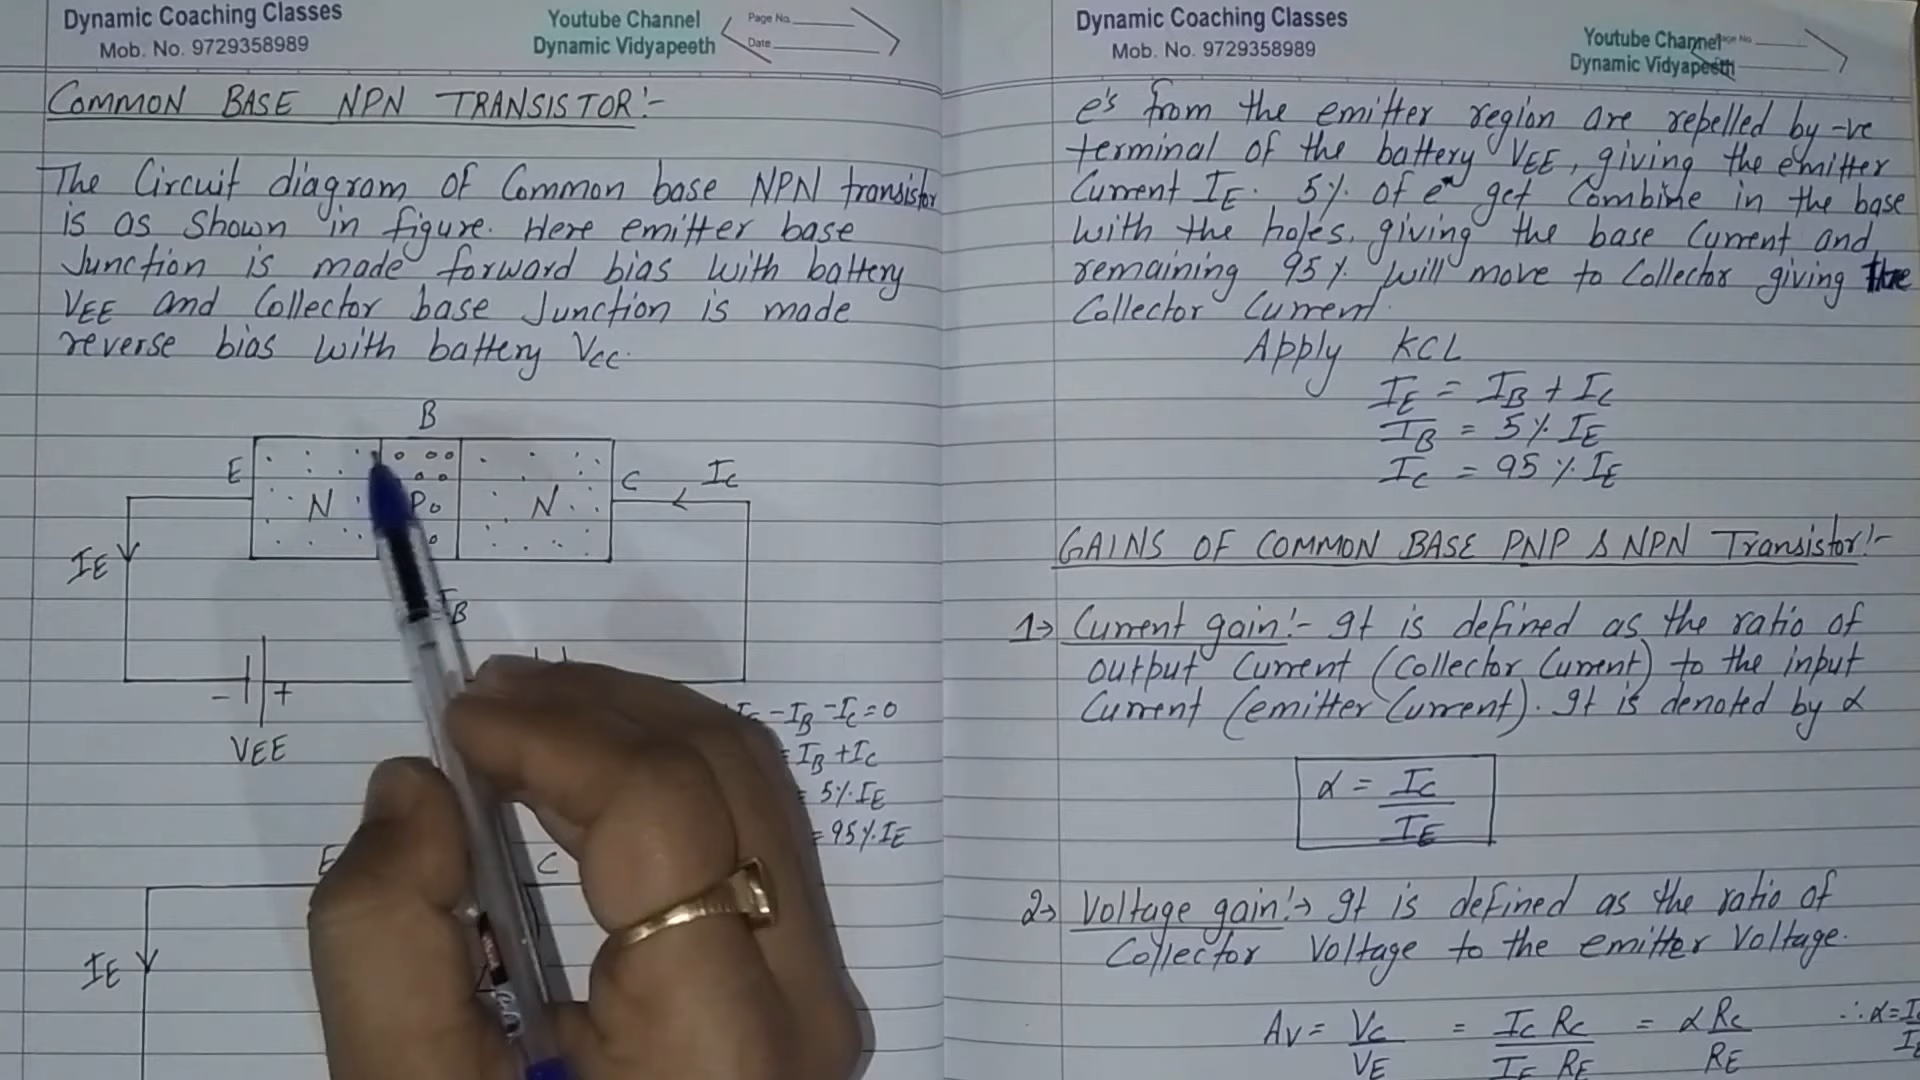 Dynamic Coaching Classes
Mob. No. 9729358989
Youtube Channel
Dynamic Vidyapeeth
Page No.
Date
COMMON BASE NPN TRANSISTOR:-
The Circuit diagram of Common base NPN transistor
is as shown in figure. Here emitter base
Junction is made forward bias with battery
VEE and Collector base Junction is made
reverse bias with battery Vcc.
B
E
N
P
N
C
IC
IE
IB
- +
VEE
-IB -IC = 0
= IB + IC
= 5% IE
= 95% IE
E
C
IE
Dynamic Coaching Classes
Mob. No. 9729358989
Youtube Channel
Dynamic Vidyapeeth
e's from the emitter region are repelled by -ve
terminal of the battery VEE, giving the emitter
Current IE. 5% of e get Combine in the base
with the holes, giving the base Current and
remaining 95% will move to Collector giving the
Collector Current.
Apply KCL
IE = IB + IC
IB = 5% IE
IC = 95% IE
GAINS OF COMMON BASE PNP & NPN Transistor:-
1→ Current gain:- It is defined as the ratio of
output Current (Collector Current) to the input
Current (emitter Current). It is denoted by α
α = IC
IE
2→ Voltage gain:→ It is defined as the ratio of
Collector Voltage to the emitter Voltage.
AV = VC = IC RC = α RC ∴ α = I
VE IE RE RE I